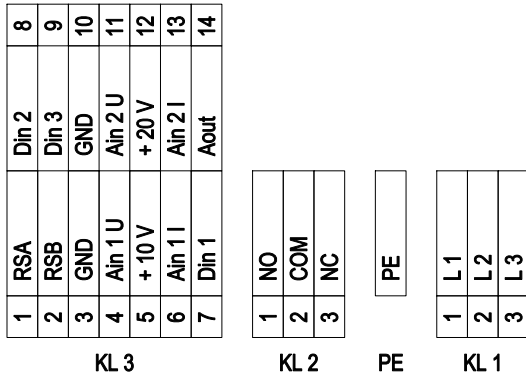 8 9 10 11 12 13 14
Din 2 Din 3 GND Ain 2 U + 20 V Ain 2 I Aout
RSA RSB GND Ain 1 U + 10 V Ain 1 I Din 1
1 2 3 4 5 6 7
KL 3
NO COM NC
1 2 3
KL 2
PE
PE
L 1 L 2 L 3
1 2 3
KL 1